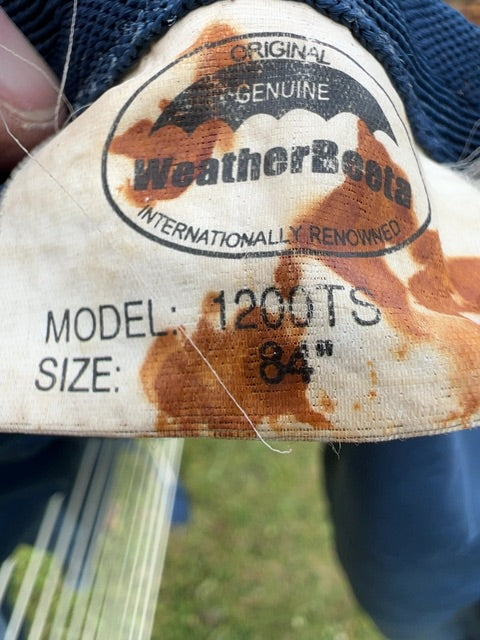 ORIGINAL
GENUINE
WeatherBeeta
INTERNATIONALLY RENOWNED
MODEL: 1200TS
SIZE: 84"